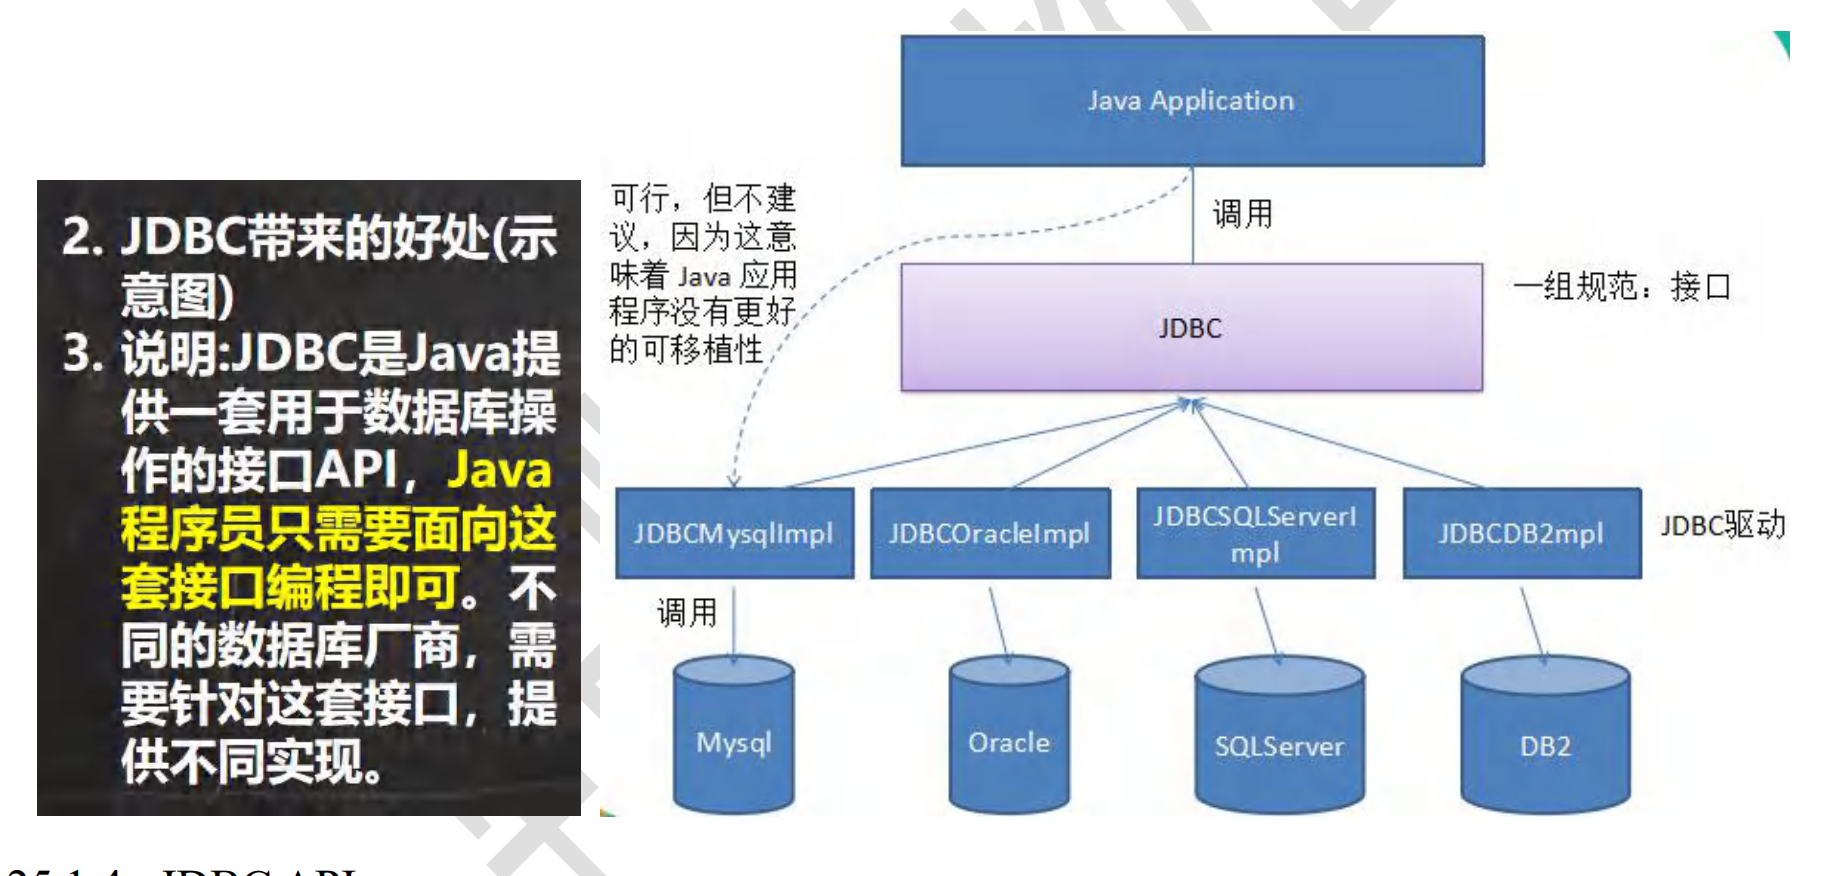 2. JDBC带来的好处(示
意图)
3. 说明:JDBC是Java提
供一套用于数据库操
作的接口API，Java
程序员只需要面向这
套接口编程即可。不
同的数据库厂商，需
要针对这套接口，提
供不同实现。
Java Application
可行，但不建
议，因为这意
味着 Java 应用
程序没有更好
的可移植性
调用
JDBC
一组规范：接口
JDBCMysqlImpl
JDBCOracleImpl
JDBCSQLServerI
mpl
JDBCDB2mpl
JDBC驱动
调用
Mysql
Oracle
SQLServer
DB2
25.1.4 JDBC API